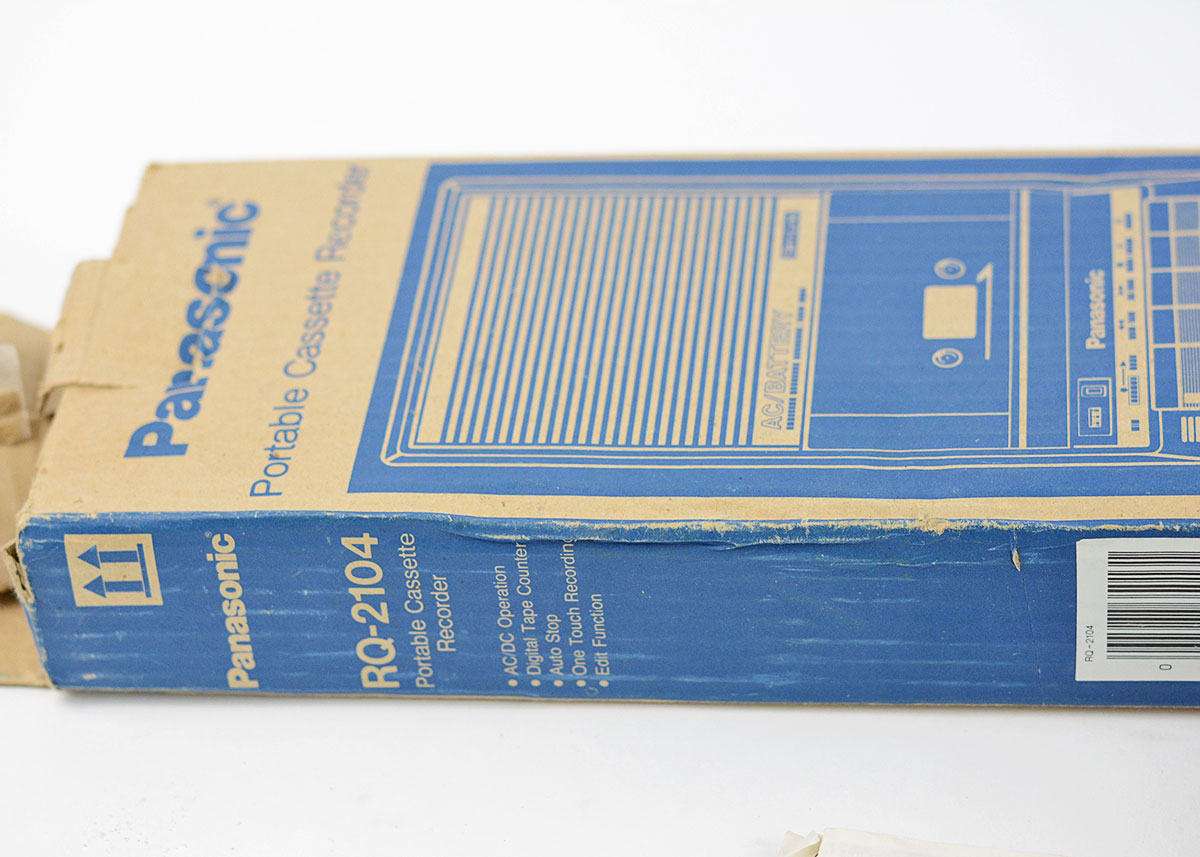 Panasonic
Portable Cassette Recorder
AC/BATTERY
Panasonic
Panasonic
RQ-2104
Portable Cassette
Recorder
• AC/DC Operation
• Digital Tape Counter
• Auto Stop
• One Touch Recording
• Edit Function
RQ-2104
0